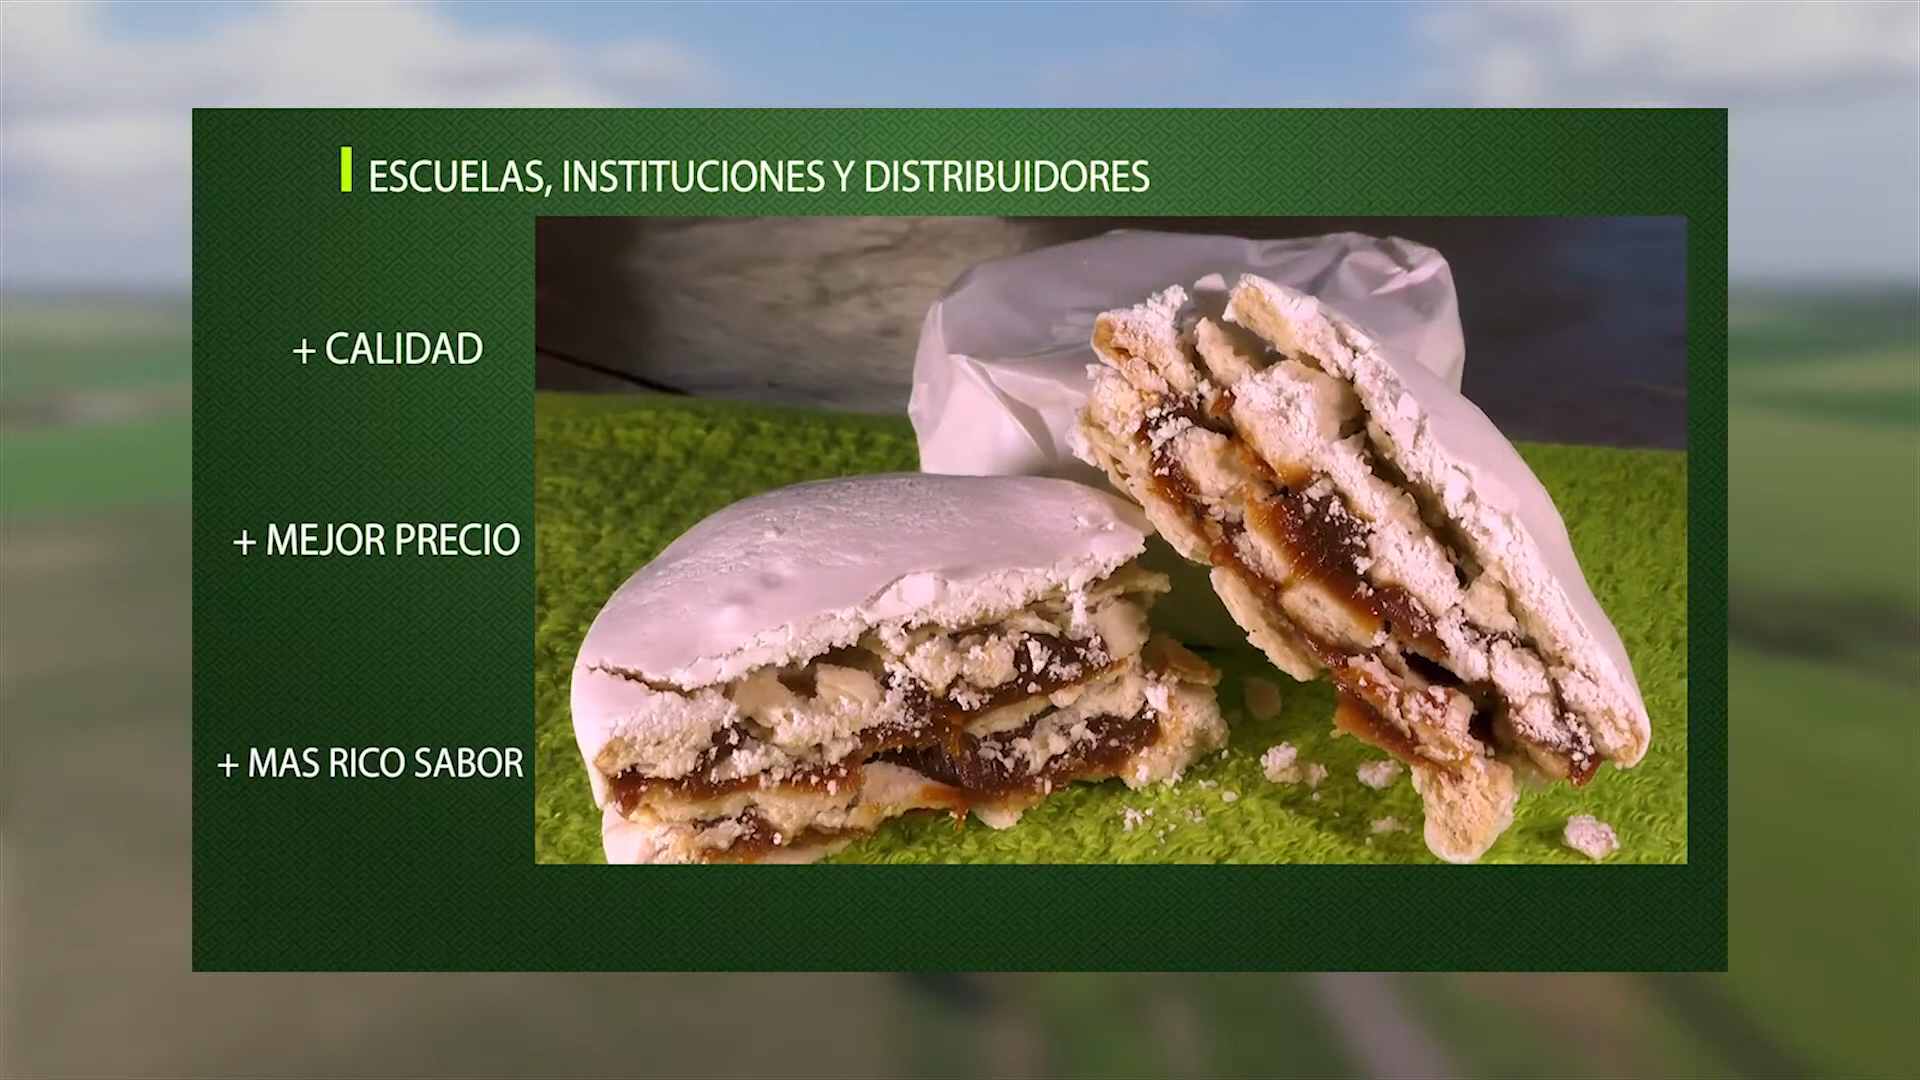 ESCUELAS, INSTITUCIONES Y DISTRIBUIDORES
+ CALIDAD
+ MEJOR PRECIO
+ MAS RICO SABOR